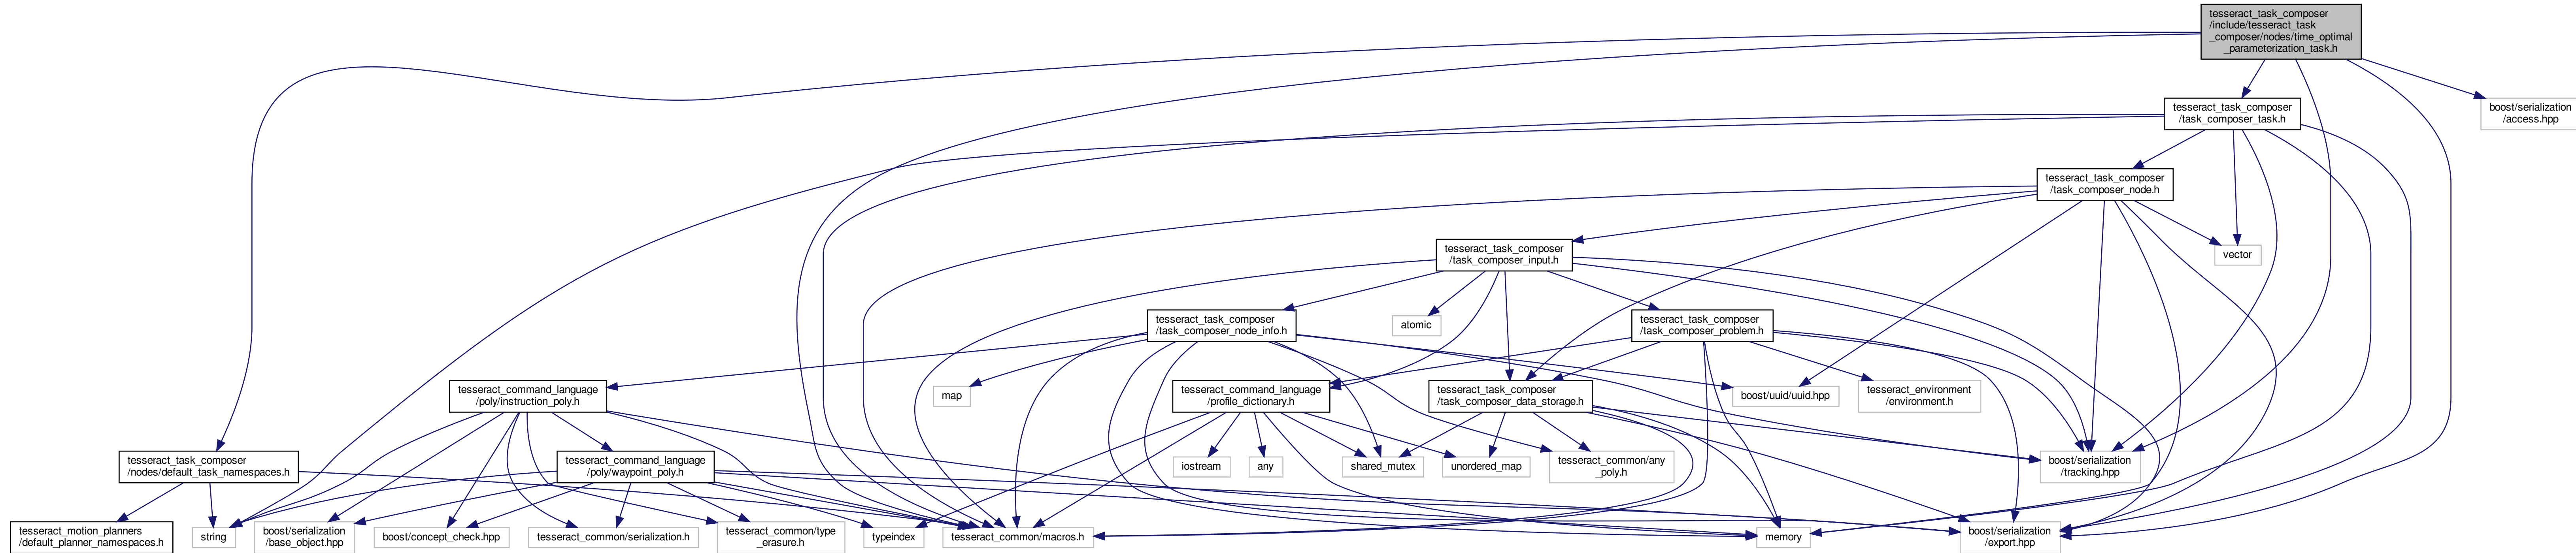 tesseract_task_composer
/include/tesseract_task
_composer/nodes/time_optimal
_parameterization_task.h
tesseract_task_composer
/task_composer_task.h
boost/serialization
/access.hpp
tesseract_task_composer
/task_composer_node.h
tesseract_task_composer
/task_composer_input.h
vector
tesseract_task_composer
/task_composer_node_info.h
atomic
tesseract_task_composer
/task_composer_problem.h
tesseract_command_language
/poly/instruction_poly.h
map
tesseract_command_language
/profile_dictionary.h
tesseract_task_composer
/task_composer_data_storage.h
boost/uuid/uuid.hpp
tesseract_environment
/environment.h
tesseract_task_composer
/nodes/default_task_namespaces.h
tesseract_command_language
/poly/waypoint_poly.h
iostream
any
shared_mutex
unordered_map
tesseract_common/any
_poly.h
boost/serialization
/tracking.hpp
tesseract_motion_planners
/default_planner_namespaces.h
string
boost/serialization
/base_object.hpp
boost/concept_check.hpp
tesseract_common/serialization.h
tesseract_common/type
_erasure.h
typeindex
tesseract_common/macros.h
memory
boost/serialization
/export.hpp